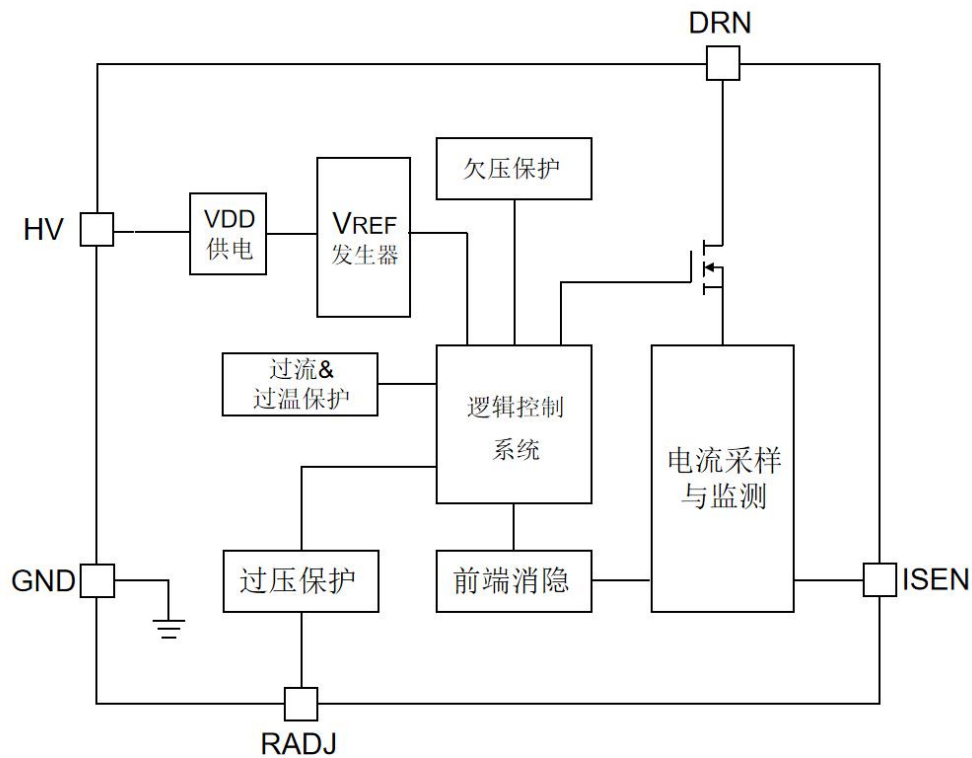 DRN
欠压保护
HV
VDD
供电
VREF
发生器
过流&
过温保护
逻辑控制
系统
电流采样
与监测
GND
过压保护
前端消隐
ISEN
RADJ